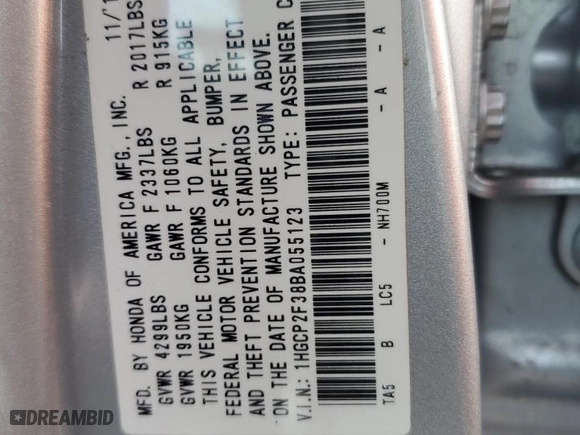 MFD. BY HONDA OF AMERICA MFG., INC. 11/1
GVWR 4299LBS GAWR F 2337LBS R 2017LBS
GVWR 1950KG GAWR F 1060KG R 915KG
THIS VEHICLE CONFORMS TO ALL APPLICABLE
FEDERAL MOTOR VEHICLE SAFETY, BUMPER,
AND THEFT PREVENTION STANDARDS IN EFFECT
ON THE DATE OF MANUFACTURE SHOWN ABOVE.
V.I.N.: 1HGCP2F38BA055123 TYPE: PASSENGER C
TA5 B LC5 - NH700M - A - A
DREAMBID